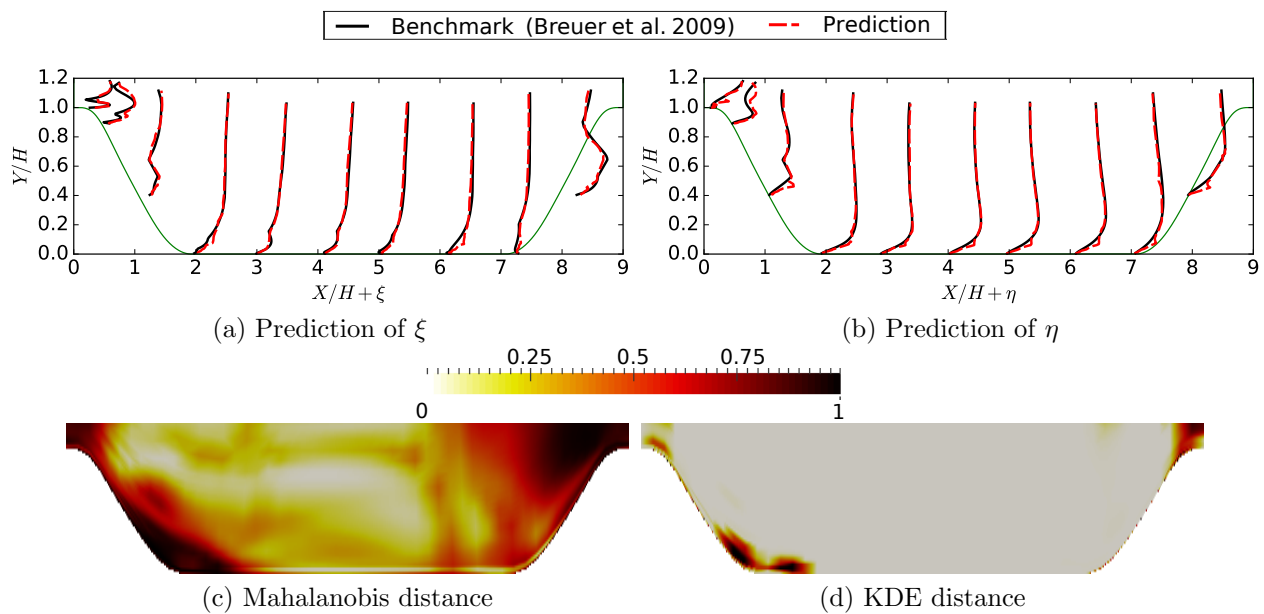 Benchmark (Breuer et al. 2009) Prediction
1.2
1.0
0.8
0.6
0.4
0.2
0.0
Y/H
0 1 2 3 4 5 6 7 8 9
X/H + ξ
(a) Prediction of ξ
1.2
1.0
0.8
0.6
0.4
0.2
0.0
Y/H
0 1 2 3 4 5 6 7 8 9
X/H + η
(b) Prediction of η
0.25 0.5 0.75
0 1
(c) Mahalanobis distance
(d) KDE distance